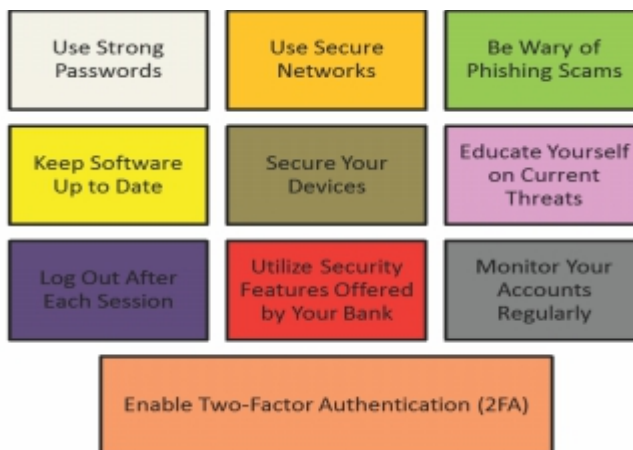 Use Strong
Passwords
Use Secure
Networks
Be Wary of
Phishing Scams
Keep Software
Up to Date
Secure Your
Devices
Educate Yourself
on Current
Threats
Log Out After
Each Session
Utilize Security
Features Offered
by Your Bank
Monitor Your
Accounts
Regularly
Enable Two-Factor Authentication (2FA)